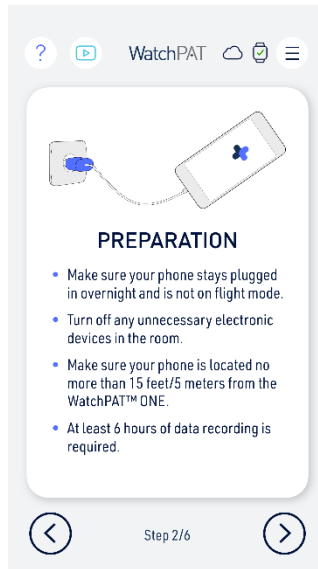 ?
WatchPAT
PREPARATION
• Make sure your phone stays plugged
in overnight and is not on flight mode.
• Turn off any unnecessary electronic
devices in the room.
• Make sure your phone is located no
more than 15 feet/5 meters from the
WatchPAT™ ONE.
• At least 6 hours of data recording is
required.
Step 2/6